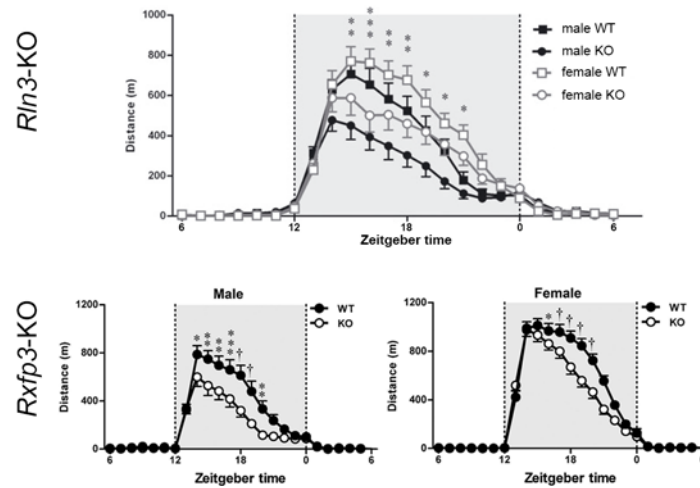 Rln3-KO
Distance (m)
1000
800
600
400
200
0
** *** ** ** * * *
male WT
male KO
female WT
female KO
6 12 18 0 6
Zeitgeber time
Rxfp3-KO
Male
Distance (m)
1200
800
400
0
* ** ** *** † † **
WT
KO
6 12 18 0 6
Zeitgeber time
Female
Distance (m)
1200
800
400
0
* † † † †
WT
KO
6 12 18 0 6
Zeitgeber time